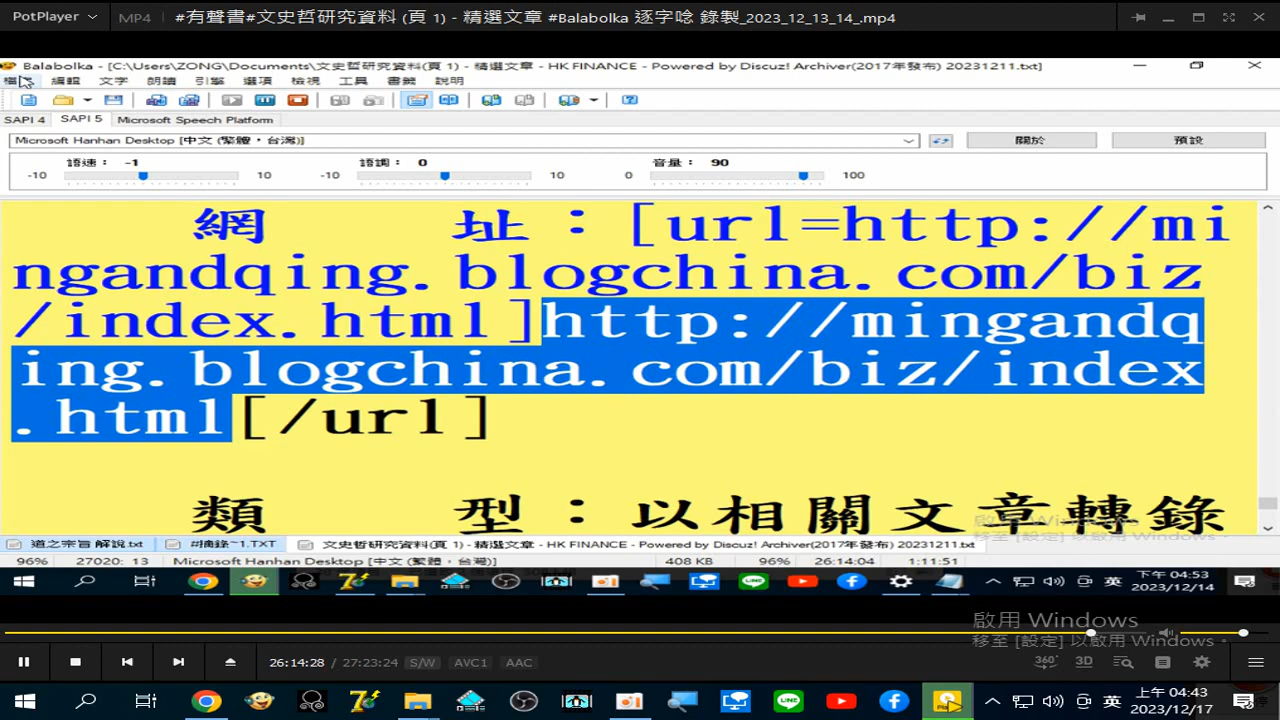 PotPlayer MP4 #有聲書#文史哲研究資料 (頁 1) - 精選文章 #Balabolka 逐字唸 錄製_2023_12_13_14_.mp4
Balabolka - [C:\Users\ZONG\Documents\文史哲研究資料(頁 1) - 精選文章 - HK FINANCE - Powered by Discuz! Archiver(2017年發布) 20231211.txt]
檔案 編輯 文字 朗讀 引擎 選項 檢視 工具 書籤 說明
SAPI 4 SAPI 5 Microsoft Speech Platform
Microsoft Hanhan Desktop [中文 (繁體，台灣)] 關於 預設
語速： -1 語調： 0 音量： 90
-10 10 -10 10 0 100
網 址：[url=http://mi
ngandqing.blogchina.com/biz
/index.html]http://mingandq
ing.blogchina.com/biz/index
.html[/url]
類 型：以相關文章轉錄
啟用 Windows
移至 [設定] 以啟用 Windows。
道之宗旨 解說.txt #摘錄~1.TXT 文史哲研究資料(頁 1) - 精選文章 - HK FINANCE - Powered by Discuz! Archiver(2017年發布) 20231211.txt
96% 27020: 13 Microsoft Hanhan Desktop [中文 (繁體，台灣)] 408 KB 96% 26:14:04 1:11:51
英 下午 04:53
2023/12/14
啟用 Windows
移至 [設定] 以啟用 Windows。
26:14:28 / 27:23:24 S/W AVC1 AAC 360° 3D
英 上午 04:43
2023/12/17